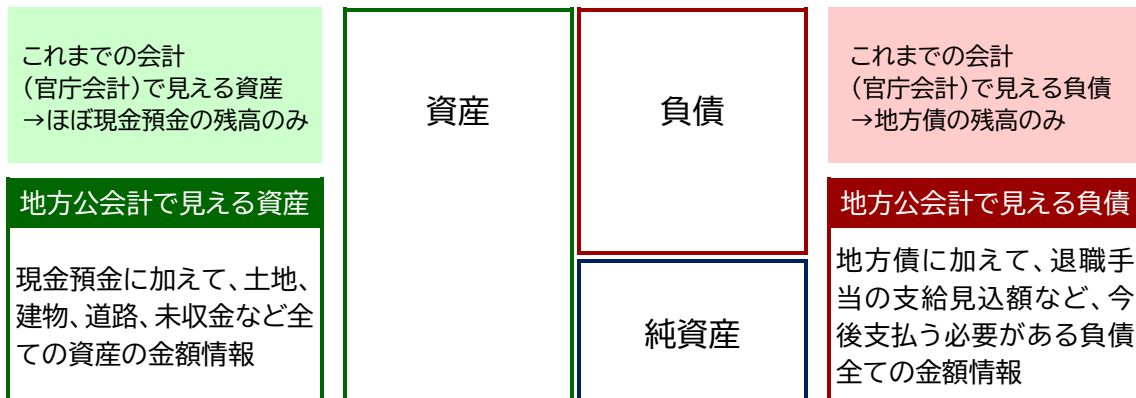 これまでの会計
(官庁会計)で見える資産
→ほぼ現金預金の残高のみ
地方公会計で見える資産
現金預金に加えて、土地、
建物、道路、未収金など全
ての資産の金額情報
資産
負債
純資産
これまでの会計
(官庁会計)で見える負債
→地方債の残高のみ
地方公会計で見える負債
地方債に加えて、退職手
当の支給見込額など、今
後支払う必要がある負債
全ての金額情報